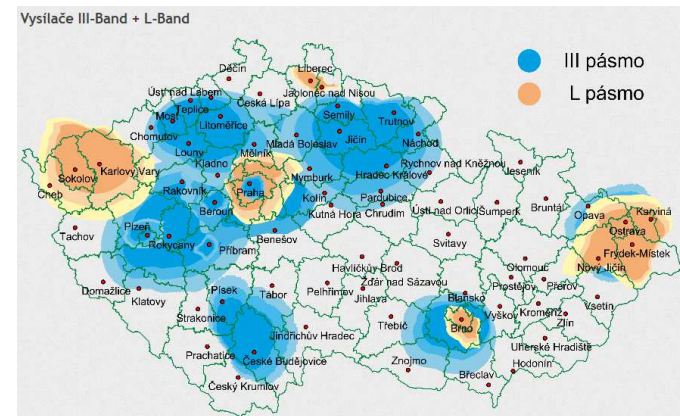 Vysílače III-Band + L-Band
III pásmo
L pásmo
Děčín
Liberec
Jablonec nad Nisou
Ústí nad Labem
Česká Lípa
Teplice
Most
Litoměřice
Chomutov
Semily
Trutnov
Louny
Mělník
Mladá Boleslav
Jičín
Náchod
Kladno
Karlovy Vary
Sokolov
Cheb
Rakovník
Praha
Nymburk
Hradec Králové
Rychnov nad Kněžnou
Jeseník
Beroun
Kolín
Pardubice
Kutná Hora
Chrudim
Ústí nad Orlicí
Šumperk
Bruntál
Opava
Karviná
Ostrava
Plzeň
Rokycany
Benešov
Tachov
Příbram
Svitavy
Frýdek-Místek
Nový Jičín
Havlíčkův Brod
Žďár nad Sázavou
Olomouc
Domažlice
Klatovy
Písek
Tábor
Pelhřimov
Jihlava
Prostějov
Přerov
Blansko
Vsetín
Strakonice
Vyškov
Kroměříž
Zlín
Jindřichův Hradec
Třebíč
Brno
Prachatice
České Budějovice
Uherské Hradiště
Znojmo
Hodonín
Břeclav
Český Krumlov